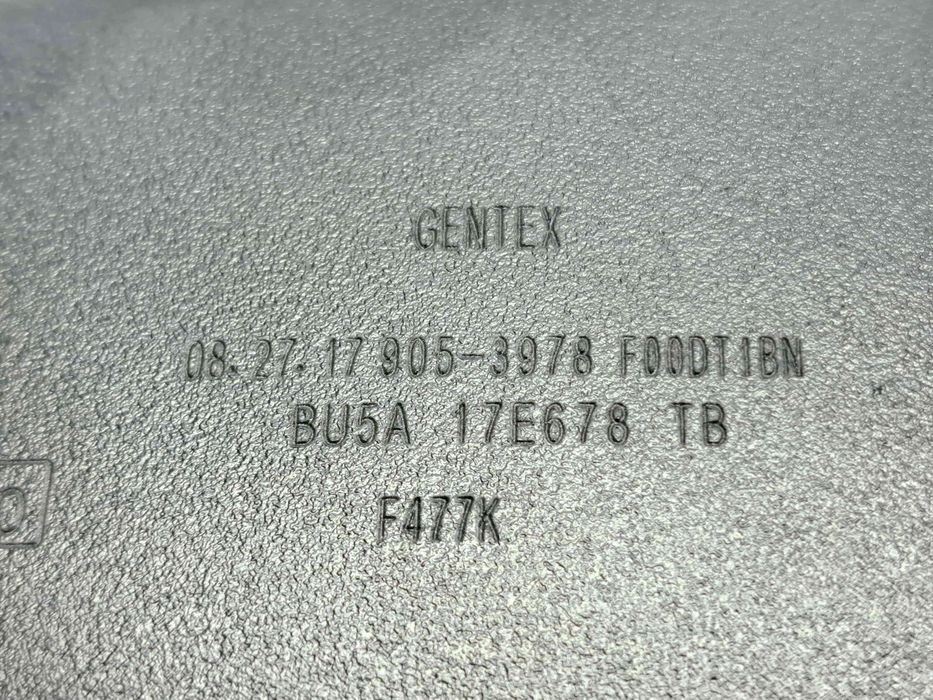 GENTEX
08.27.17 905-3978 F00DT1BN
BU5A 17E678 TB
F477K